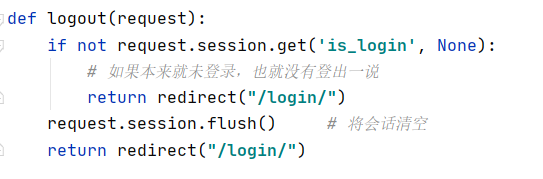 def logout(request):
    if not request.session.get('is_login', None):
        # 如果本来就未登录，也就没有登出一说
        return redirect("/login/")
    request.session.flush()     # 将会话清空
    return redirect("/login/")